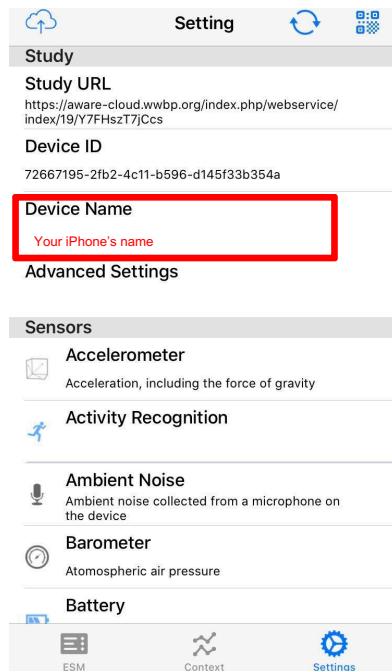 Setting
Study
Study URL
https://aware-cloud.wwbp.org/index.php/webservice/
index/19/Y7FHszT7jCcs
Device ID
72667195-2fb2-4c11-b596-d145f33b354a
Device Name
Your iPhone's name
Advanced Settings
Sensors
Accelerometer
Acceleration, including the force of gravity
Activity Recognition
Ambient Noise
Ambient noise collected from a microphone on
the device
Barometer
Atomospheric air pressure
Battery
ESM Context Settings